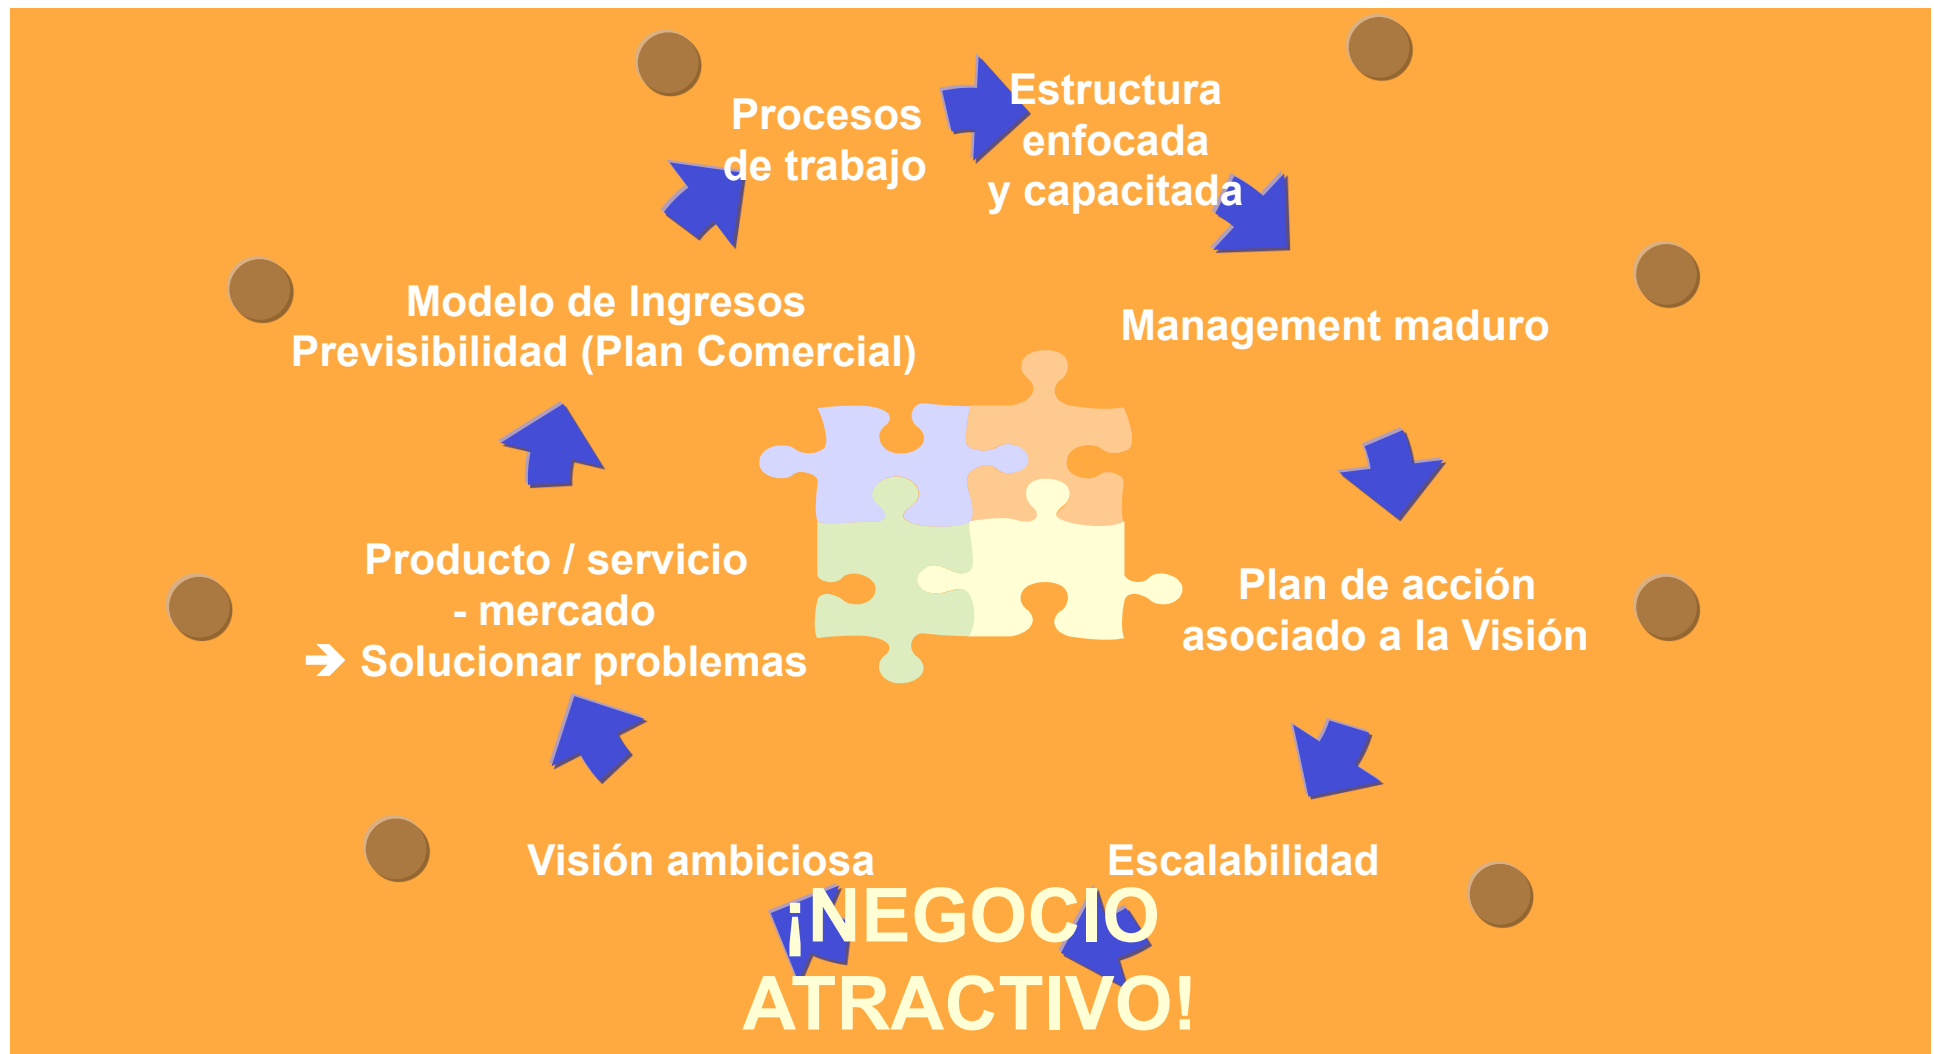 Procesos
de trabajo
Estructura
enfocada
y capacitada
Modelo de Ingresos
Previsibilidad (Plan Comercial)
Management maduro
Producto / servicio
- mercado
➔ Solucionar problemas
Plan de acción
asociado a la Visión
Visión ambiciosa
Escalabilidad
¡NEGOCIO
ATRACTIVO!